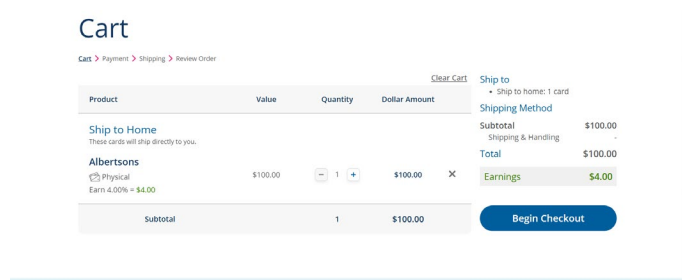 Cart
Cart > Payment > Shipping > Review Order
Clear Cart
Product Value Quantity Dollar Amount
Ship to Home
These cards will ship directly to you.
Albertsons
Physical
Earn 4.00% = $4.00
$100.00 − 1 + $100.00 ×
Subtotal 1 $100.00
Ship to
• Ship to home: 1 card
Shipping Method
Subtotal $100.00
Shipping & Handling -
Total $100.00
Earnings $4.00
Begin Checkout